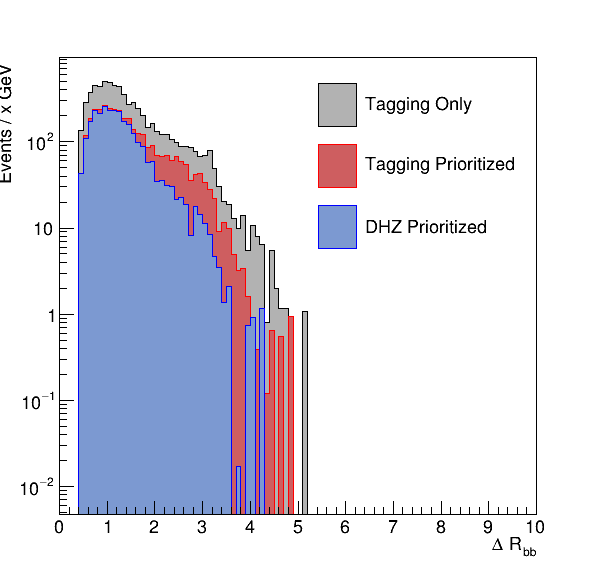 Events / x GeV
10²
10
1
10⁻¹
10⁻²
Tagging Only
Tagging Prioritized
DHZ Prioritized
0 1 2 3 4 5 6 7 8 9 10
Δ R_bb